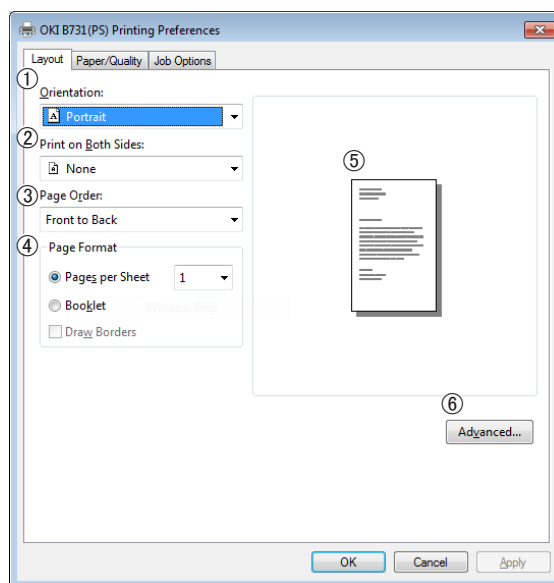 OKI B731(PS) Printing Preferences
Layout Paper/Quality Job Options
① Orientation:
A Portrait
② Print on Both Sides:
None
③ Page Order:
Front to Back
④ Page Format
Pages per Sheet 1
Booklet
Window Snip
Draw Borders
⑤
⑥
Advanced...
OK Cancel Apply